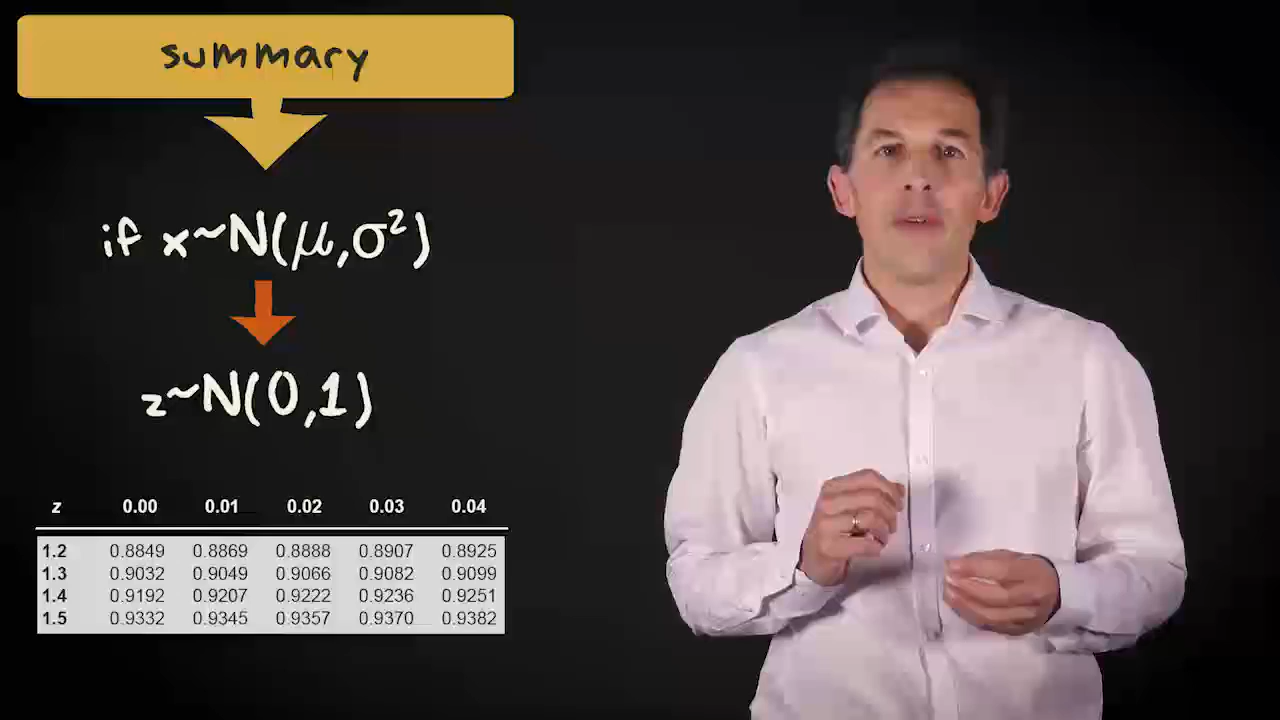 summary
if x~N(μ,σ²)
z~N(0,1)
z 0.00 0.01 0.02 0.03 0.04
1.2 0.8849 0.8869 0.8888 0.8907 0.8925
1.3 0.9032 0.9049 0.9066 0.9082 0.9099
1.4 0.9192 0.9207 0.9222 0.9236 0.9251
1.5 0.9332 0.9345 0.9357 0.9370 0.9382